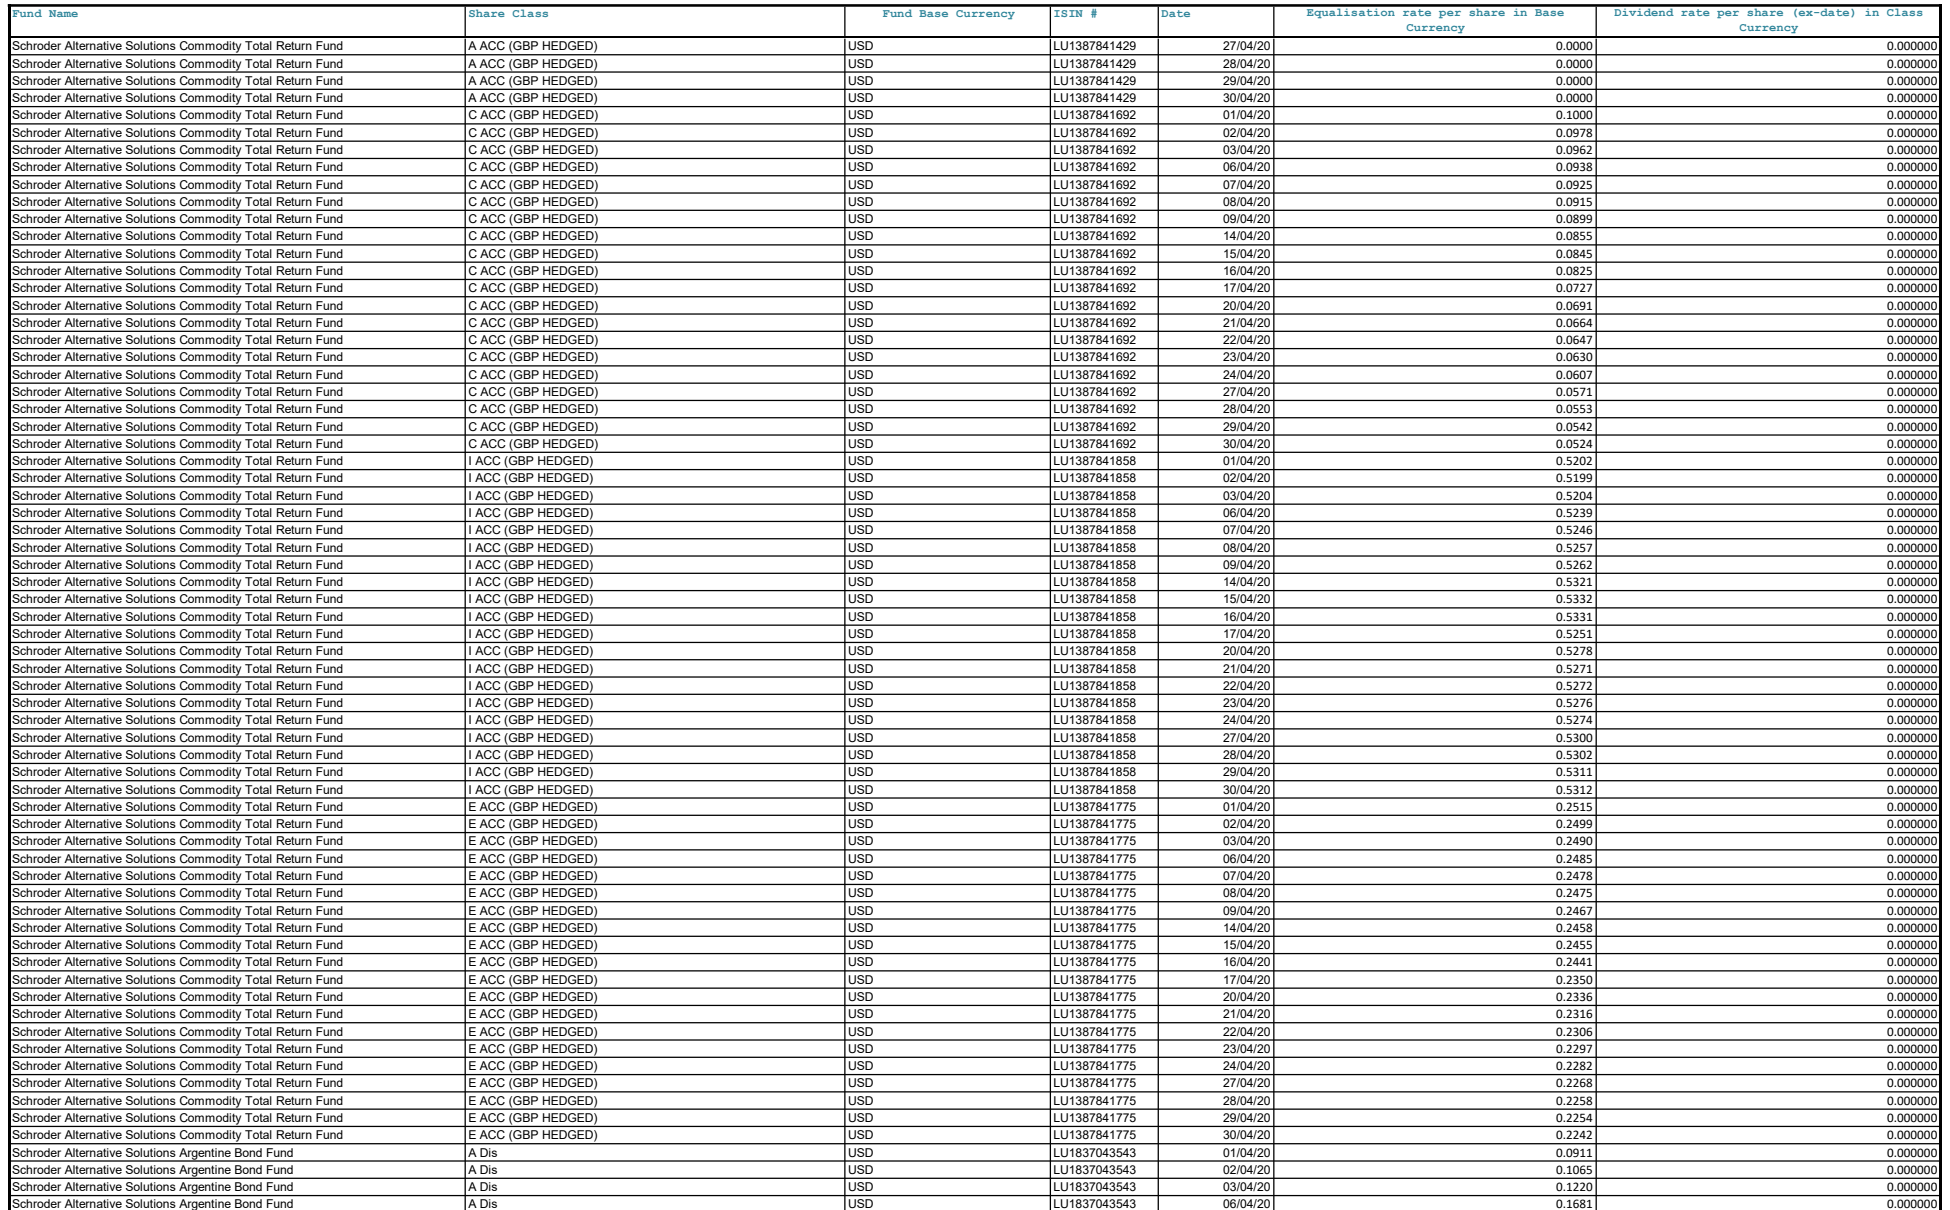 Fund Name Share Class Fund Base Currency ISIN # Date Equalisation rate per share in Base Currency Dividend rate per share (ex-date) in Class Currency
Schroder Alternative Solutions Commodity Total Return Fund A ACC (GBP HEDGED) USD LU1387841429 27/04/20 0.0000 0.000000
Schroder Alternative Solutions Commodity Total Return Fund A ACC (GBP HEDGED) USD LU1387841429 28/04/20 0.0000 0.000000
Schroder Alternative Solutions Commodity Total Return Fund A ACC (GBP HEDGED) USD LU1387841429 29/04/20 0.0000 0.000000
Schroder Alternative Solutions Commodity Total Return Fund A ACC (GBP HEDGED) USD LU1387841429 30/04/20 0.0000 0.000000
Schroder Alternative Solutions Commodity Total Return Fund C ACC (GBP HEDGED) USD LU1387841692 01/04/20 0.1000 0.000000
Schroder Alternative Solutions Commodity Total Return Fund C ACC (GBP HEDGED) USD LU1387841692 02/04/20 0.0978 0.000000
Schroder Alternative Solutions Commodity Total Return Fund C ACC (GBP HEDGED) USD LU1387841692 03/04/20 0.0962 0.000000
Schroder Alternative Solutions Commodity Total Return Fund C ACC (GBP HEDGED) USD LU1387841692 06/04/20 0.0938 0.000000
Schroder Alternative Solutions Commodity Total Return Fund C ACC (GBP HEDGED) USD LU1387841692 07/04/20 0.0925 0.000000
Schroder Alternative Solutions Commodity Total Return Fund C ACC (GBP HEDGED) USD LU1387841692 08/04/20 0.0915 0.000000
Schroder Alternative Solutions Commodity Total Return Fund C ACC (GBP HEDGED) USD LU1387841692 09/04/20 0.0899 0.000000
Schroder Alternative Solutions Commodity Total Return Fund C ACC (GBP HEDGED) USD LU1387841692 14/04/20 0.0855 0.000000
Schroder Alternative Solutions Commodity Total Return Fund C ACC (GBP HEDGED) USD LU1387841692 15/04/20 0.0845 0.000000
Schroder Alternative Solutions Commodity Total Return Fund C ACC (GBP HEDGED) USD LU1387841692 16/04/20 0.0825 0.000000
Schroder Alternative Solutions Commodity Total Return Fund C ACC (GBP HEDGED) USD LU1387841692 17/04/20 0.0727 0.000000
Schroder Alternative Solutions Commodity Total Return Fund C ACC (GBP HEDGED) USD LU1387841692 20/04/20 0.0691 0.000000
Schroder Alternative Solutions Commodity Total Return Fund C ACC (GBP HEDGED) USD LU1387841692 21/04/20 0.0664 0.000000
Schroder Alternative Solutions Commodity Total Return Fund C ACC (GBP HEDGED) USD LU1387841692 22/04/20 0.0647 0.000000
Schroder Alternative Solutions Commodity Total Return Fund C ACC (GBP HEDGED) USD LU1387841692 23/04/20 0.0630 0.000000
Schroder Alternative Solutions Commodity Total Return Fund C ACC (GBP HEDGED) USD LU1387841692 24/04/20 0.0607 0.000000
Schroder Alternative Solutions Commodity Total Return Fund C ACC (GBP HEDGED) USD LU1387841692 27/04/20 0.0571 0.000000
Schroder Alternative Solutions Commodity Total Return Fund C ACC (GBP HEDGED) USD LU1387841692 28/04/20 0.0553 0.000000
Schroder Alternative Solutions Commodity Total Return Fund C ACC (GBP HEDGED) USD LU1387841692 29/04/20 0.0542 0.000000
Schroder Alternative Solutions Commodity Total Return Fund C ACC (GBP HEDGED) USD LU1387841692 30/04/20 0.0524 0.000000
Schroder Alternative Solutions Commodity Total Return Fund I ACC (GBP HEDGED) USD LU1387841858 01/04/20 0.5202 0.000000
Schroder Alternative Solutions Commodity Total Return Fund I ACC (GBP HEDGED) USD LU1387841858 02/04/20 0.5199 0.000000
Schroder Alternative Solutions Commodity Total Return Fund I ACC (GBP HEDGED) USD LU1387841858 03/04/20 0.5204 0.000000
Schroder Alternative Solutions Commodity Total Return Fund I ACC (GBP HEDGED) USD LU1387841858 06/04/20 0.5239 0.000000
Schroder Alternative Solutions Commodity Total Return Fund I ACC (GBP HEDGED) USD LU1387841858 07/04/20 0.5246 0.000000
Schroder Alternative Solutions Commodity Total Return Fund I ACC (GBP HEDGED) USD LU1387841858 08/04/20 0.5257 0.000000
Schroder Alternative Solutions Commodity Total Return Fund I ACC (GBP HEDGED) USD LU1387841858 09/04/20 0.5262 0.000000
Schroder Alternative Solutions Commodity Total Return Fund I ACC (GBP HEDGED) USD LU1387841858 14/04/20 0.5321 0.000000
Schroder Alternative Solutions Commodity Total Return Fund I ACC (GBP HEDGED) USD LU1387841858 15/04/20 0.5332 0.000000
Schroder Alternative Solutions Commodity Total Return Fund I ACC (GBP HEDGED) USD LU1387841858 16/04/20 0.5331 0.000000
Schroder Alternative Solutions Commodity Total Return Fund I ACC (GBP HEDGED) USD LU1387841858 17/04/20 0.5251 0.000000
Schroder Alternative Solutions Commodity Total Return Fund I ACC (GBP HEDGED) USD LU1387841858 20/04/20 0.5278 0.000000
Schroder Alternative Solutions Commodity Total Return Fund I ACC (GBP HEDGED) USD LU1387841858 21/04/20 0.5271 0.000000
Schroder Alternative Solutions Commodity Total Return Fund I ACC (GBP HEDGED) USD LU1387841858 22/04/20 0.5272 0.000000
Schroder Alternative Solutions Commodity Total Return Fund I ACC (GBP HEDGED) USD LU1387841858 23/04/20 0.5276 0.000000
Schroder Alternative Solutions Commodity Total Return Fund I ACC (GBP HEDGED) USD LU1387841858 24/04/20 0.5274 0.000000
Schroder Alternative Solutions Commodity Total Return Fund I ACC (GBP HEDGED) USD LU1387841858 27/04/20 0.5300 0.000000
Schroder Alternative Solutions Commodity Total Return Fund I ACC (GBP HEDGED) USD LU1387841858 28/04/20 0.5302 0.000000
Schroder Alternative Solutions Commodity Total Return Fund I ACC (GBP HEDGED) USD LU1387841858 29/04/20 0.5311 0.000000
Schroder Alternative Solutions Commodity Total Return Fund I ACC (GBP HEDGED) USD LU1387841858 30/04/20 0.5312 0.000000
Schroder Alternative Solutions Commodity Total Return Fund E ACC (GBP HEDGED) USD LU1387841775 01/04/20 0.2515 0.000000
Schroder Alternative Solutions Commodity Total Return Fund E ACC (GBP HEDGED) USD LU1387841775 02/04/20 0.2499 0.000000
Schroder Alternative Solutions Commodity Total Return Fund E ACC (GBP HEDGED) USD LU1387841775 03/04/20 0.2490 0.000000
Schroder Alternative Solutions Commodity Total Return Fund E ACC (GBP HEDGED) USD LU1387841775 06/04/20 0.2485 0.000000
Schroder Alternative Solutions Commodity Total Return Fund E ACC (GBP HEDGED) USD LU1387841775 07/04/20 0.2478 0.000000
Schroder Alternative Solutions Commodity Total Return Fund E ACC (GBP HEDGED) USD LU1387841775 08/04/20 0.2475 0.000000
Schroder Alternative Solutions Commodity Total Return Fund E ACC (GBP HEDGED) USD LU1387841775 09/04/20 0.2467 0.000000
Schroder Alternative Solutions Commodity Total Return Fund E ACC (GBP HEDGED) USD LU1387841775 14/04/20 0.2458 0.000000
Schroder Alternative Solutions Commodity Total Return Fund E ACC (GBP HEDGED) USD LU1387841775 15/04/20 0.2455 0.000000
Schroder Alternative Solutions Commodity Total Return Fund E ACC (GBP HEDGED) USD LU1387841775 16/04/20 0.2441 0.000000
Schroder Alternative Solutions Commodity Total Return Fund E ACC (GBP HEDGED) USD LU1387841775 17/04/20 0.2350 0.000000
Schroder Alternative Solutions Commodity Total Return Fund E ACC (GBP HEDGED) USD LU1387841775 20/04/20 0.2336 0.000000
Schroder Alternative Solutions Commodity Total Return Fund E ACC (GBP HEDGED) USD LU1387841775 21/04/20 0.2316 0.000000
Schroder Alternative Solutions Commodity Total Return Fund E ACC (GBP HEDGED) USD LU1387841775 22/04/20 0.2306 0.000000
Schroder Alternative Solutions Commodity Total Return Fund E ACC (GBP HEDGED) USD LU1387841775 23/04/20 0.2297 0.000000
Schroder Alternative Solutions Commodity Total Return Fund E ACC (GBP HEDGED) USD LU1387841775 24/04/20 0.2282 0.000000
Schroder Alternative Solutions Commodity Total Return Fund E ACC (GBP HEDGED) USD LU1387841775 27/04/20 0.2268 0.000000
Schroder Alternative Solutions Commodity Total Return Fund E ACC (GBP HEDGED) USD LU1387841775 28/04/20 0.2258 0.000000
Schroder Alternative Solutions Commodity Total Return Fund E ACC (GBP HEDGED) USD LU1387841775 29/04/20 0.2254 0.000000
Schroder Alternative Solutions Commodity Total Return Fund E ACC (GBP HEDGED) USD LU1387841775 30/04/20 0.2242 0.000000
Schroder Alternative Solutions Argentine Bond Fund A Dis USD LU1837043543 01/04/20 0.0911 0.000000
Schroder Alternative Solutions Argentine Bond Fund A Dis USD LU1837043543 02/04/20 0.1065 0.000000
Schroder Alternative Solutions Argentine Bond Fund A Dis USD LU1837043543 03/04/20 0.1220 0.000000
Schroder Alternative Solutions Argentine Bond Fund A Dis USD LU1837043543 06/04/20 0.1681 0.000000